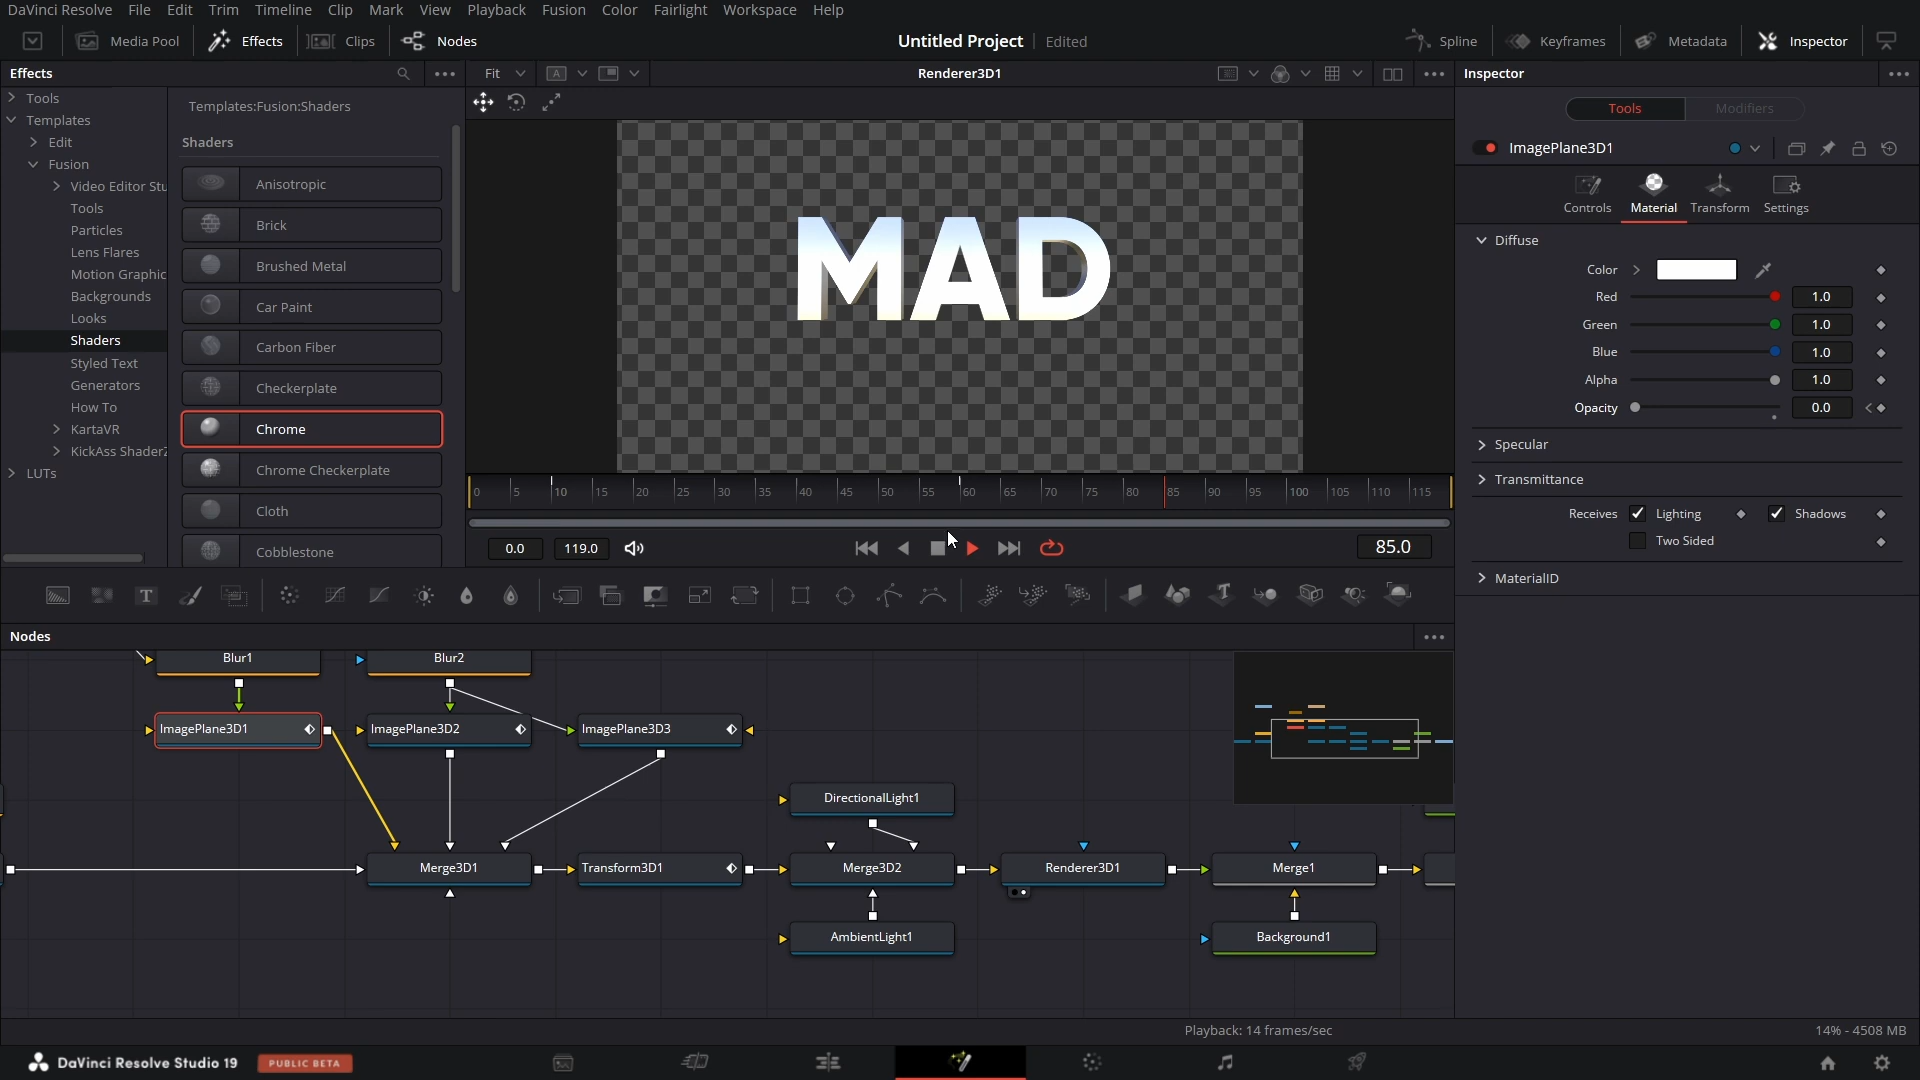 DaVinci Resolve File Edit Trim Timeline Clip Mark View Playback Fusion Color Fairlight Workspace Help
Media Pool Effects Clips Nodes Untitled Project Edited Spline Keyframes Metadata Inspector
Effects Fit A Renderer3D1 Inspector
Tools
Templates
Edit
Fusion
Video Editor Stu
Tools
Particles
Lens Flares
Motion Graphic
Backgrounds
Looks
Shaders
Styled Text
Generators
How To
KartaVR
KickAss ShaderZ
LUTs
Templates:Fusion:Shaders
Shaders
Anisotropic
Brick
Brushed Metal
Car Paint
Carbon Fiber
Checkerplate
Chrome
Chrome Checkerplate
Cloth
Cobblestone
MAD
0 5 10 15 20 25 30 35 40 45 50 55 60 65 70 75 80 85 90 95 100 105 110 115
0.0 119.0 85.0
Tools Modifiers
ImagePlane3D1
Controls Material Transform Settings
Diffuse
Color
Red 1.0
Green 1.0
Blue 1.0
Alpha 1.0
Opacity 0.0
Specular
Transmittance
Receives Lighting Shadows
Two Sided
MaterialID
T T
Nodes
Blur1 Blur2
ImagePlane3D1 ImagePlane3D2 ImagePlane3D3
DirectionalLight1
Merge3D1 Transform3D1 Merge3D2 Renderer3D1 Merge1
AmbientLight1 Background1
Playback: 14 frames/sec 14% - 4508 MB
DaVinci Resolve Studio 19 PUBLIC BETA